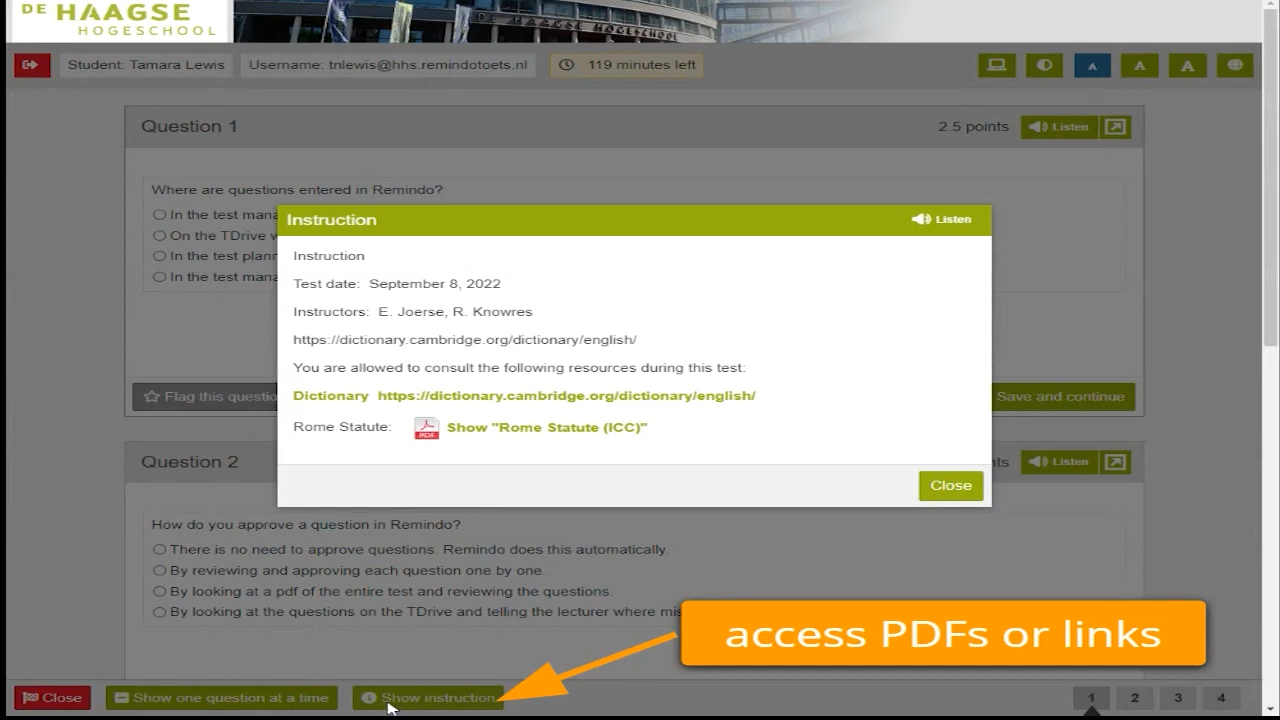 DE HAAGSE
HOGESCHOOL
DE HAAGSE HOGESCHOOL
Student: Tamara Lewis Username: tnlewis@hhs.remindotoets.nl 119 minutes left A A A
Question 1 2.5 points Listen
Where are questions entered in Remindo?
In the test mana
On the TDrive
In the test plan
In the test mana
Instruction Listen
Instruction
Test date: September 8, 2022
Instructors: E. Joerse, R. Knowres
https://dictionary.cambridge.org/dictionary/english/
You are allowed to consult the following resources during this test:
Dictionary https://dictionary.cambridge.org/dictionary/english/
Rome Statute: PDF Show "Rome Statute (ICC)"
Close
Flag this questio Save and continue
Question 2 nts Listen
How do you approve a question in Remindo?
There is no need to approve questions. Remindo does this automatically.
By reviewing and approving each question one by one.
By looking at a pdf of the entire test and reviewing the questions.
By looking at the questions on the TDrive and telling the lecturer where mis
access PDFs or links
Close Show one question at a time Show instruction 1 2 3 4